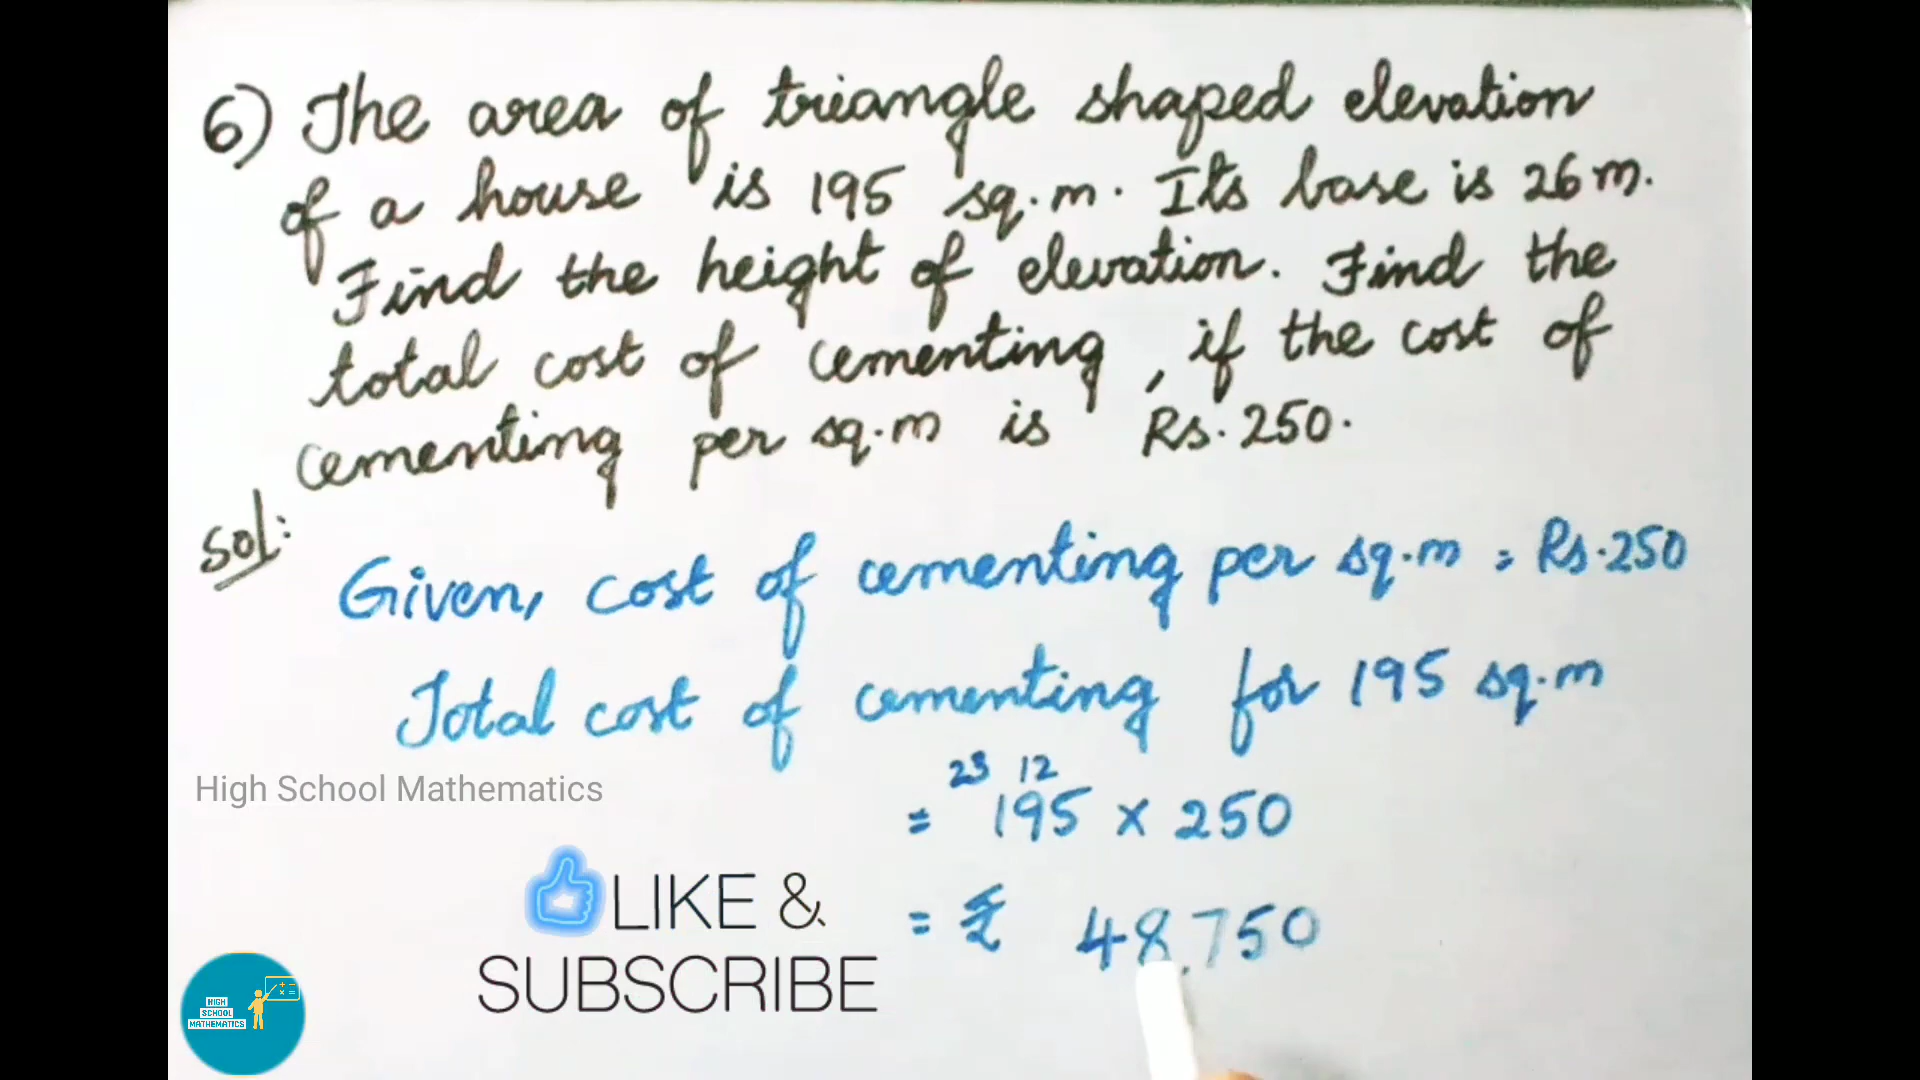 6) The area of triangle shaped elevation
of a house is 195 sq.m. Its base is 26m.
Find the height of elevation. Find the
total cost of cementing, if the cost of
cementing per sq.m is Rs.250.
Sol:
Given, cost of cementing per sq.m = Rs.250
Total cost of cementing for 195 sq.m
23 12
= 195 × 250
= ₹ 48,750
High School Mathematics
LIKE &
SUBSCRIBE
HIGH
SCHOOL
MATHEMATICS